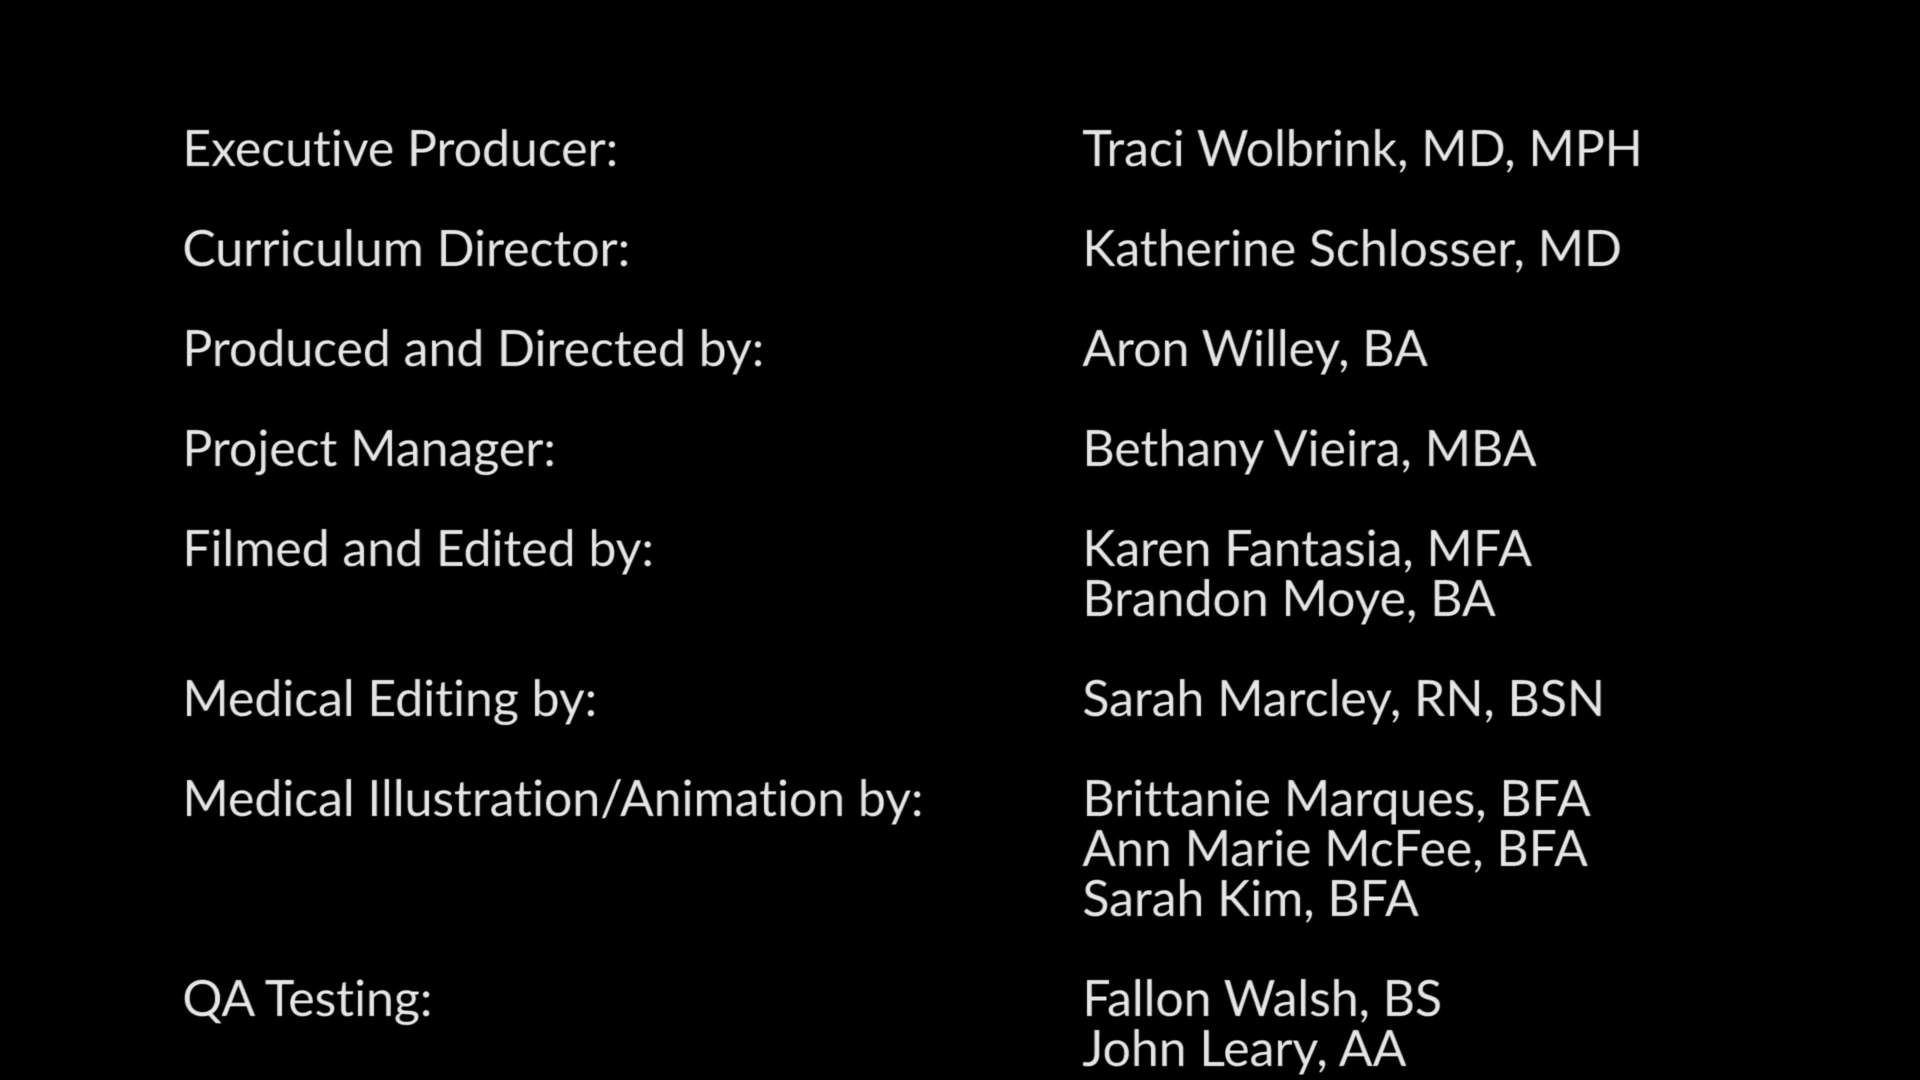 Executive Producer: Traci Wolbrink, MD, MPH
Curriculum Director: Katherine Schlosser, MD
Produced and Directed by: Aron Willey, BA
Project Manager: Bethany Vieira, MBA
Filmed and Edited by: Karen Fantasia, MFA
Brandon Moye, BA
Medical Editing by: Sarah Marcley, RN, BSN
Medical Illustration/Animation by: Brittanie Marques, BFA
Ann Marie McFee, BFA
Sarah Kim, BFA
QA Testing: Fallon Walsh, BS
John Leary, AA